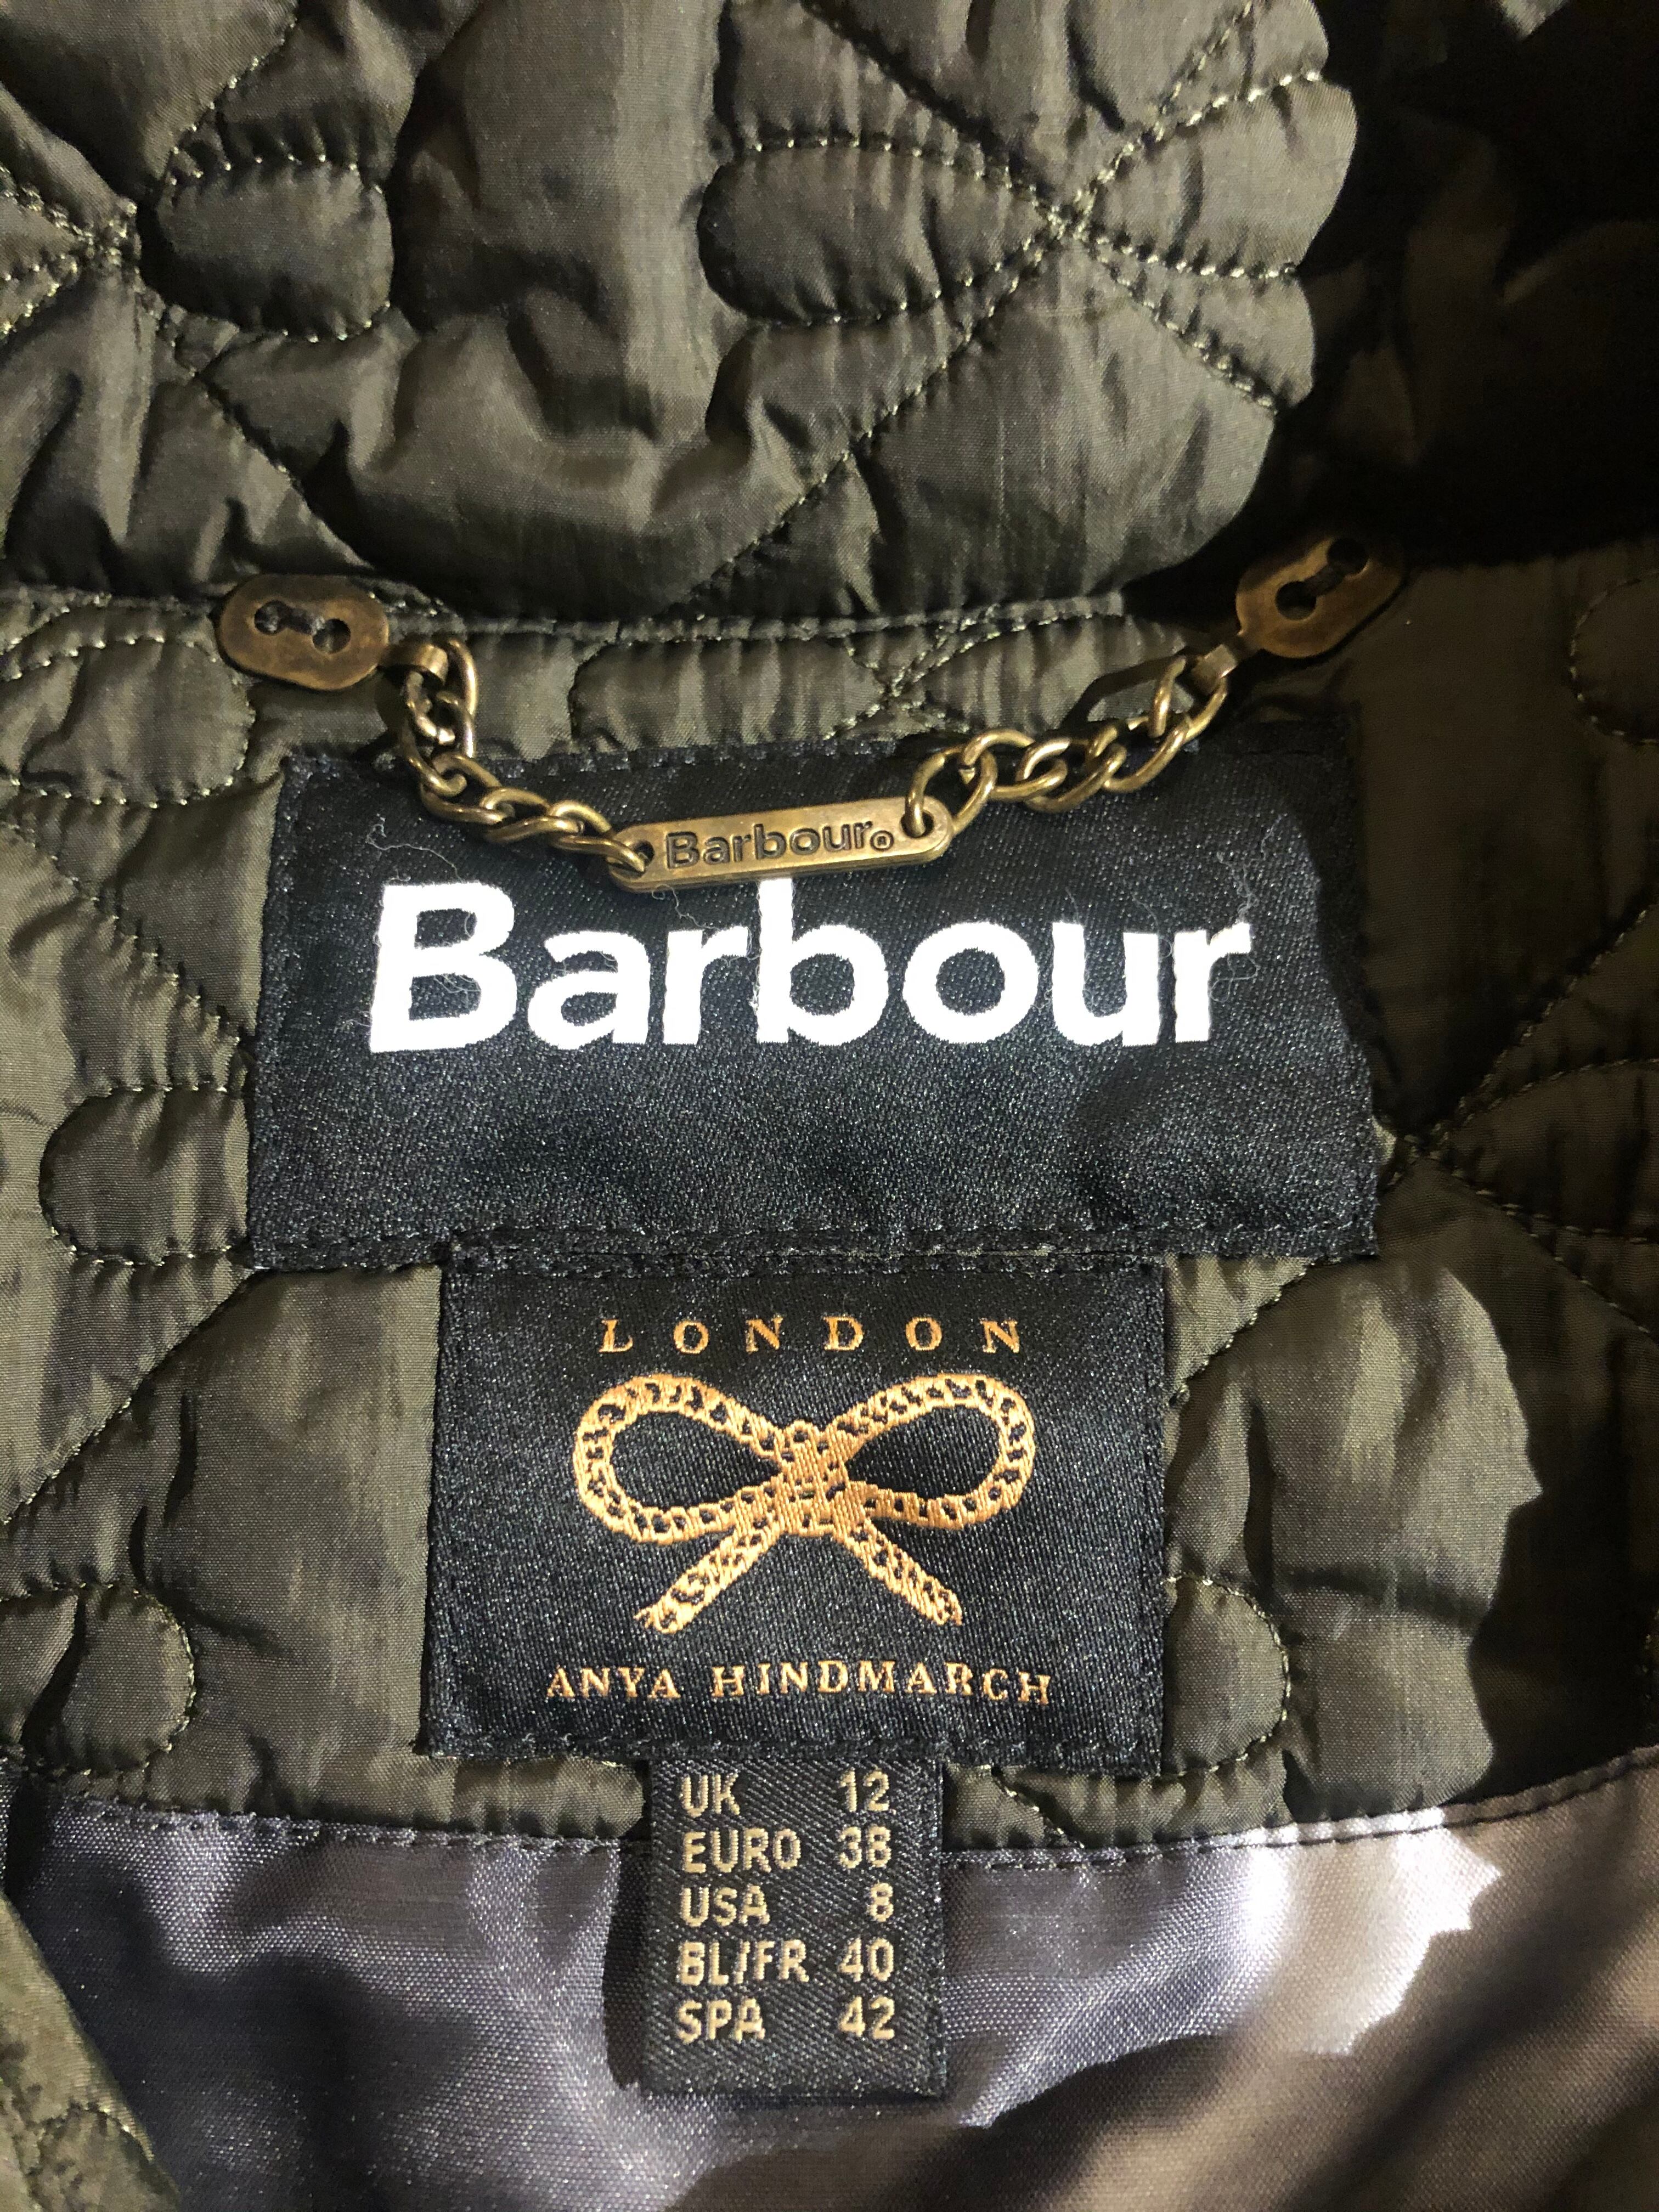 Barbour®
Barbour
LONDON
ANYA HINDMARCH
UK 12
EURO 38
USA 8
BL/FR 40
SPA 42